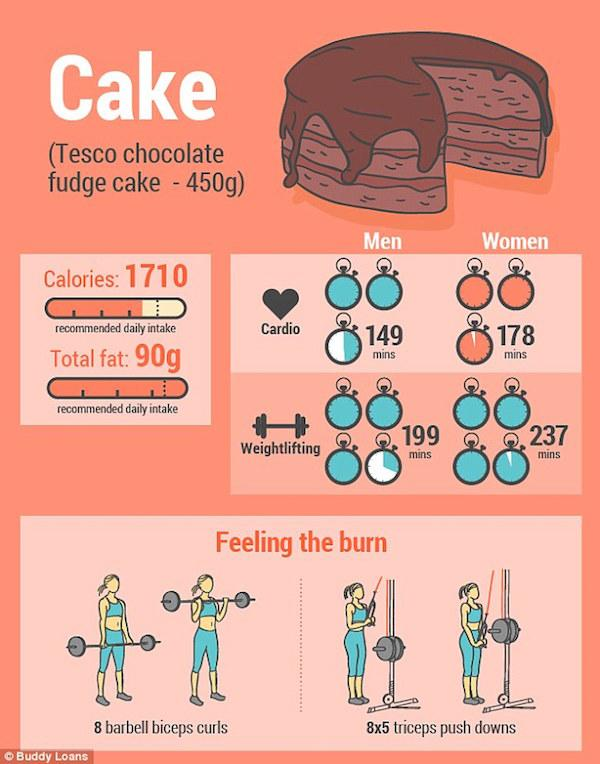 Cake
(Tesco chocolate
fudge cake - 450g)
Calories: 1710
recommended daily intake
Total fat: 90g
recommended daily intake
Men
Women
Cardio
149
mins
178
mins
Weightlifting
199
mins
237
mins
Feeling the burn
8 barbell biceps curls
8x5 triceps push downs
© Buddy Loans